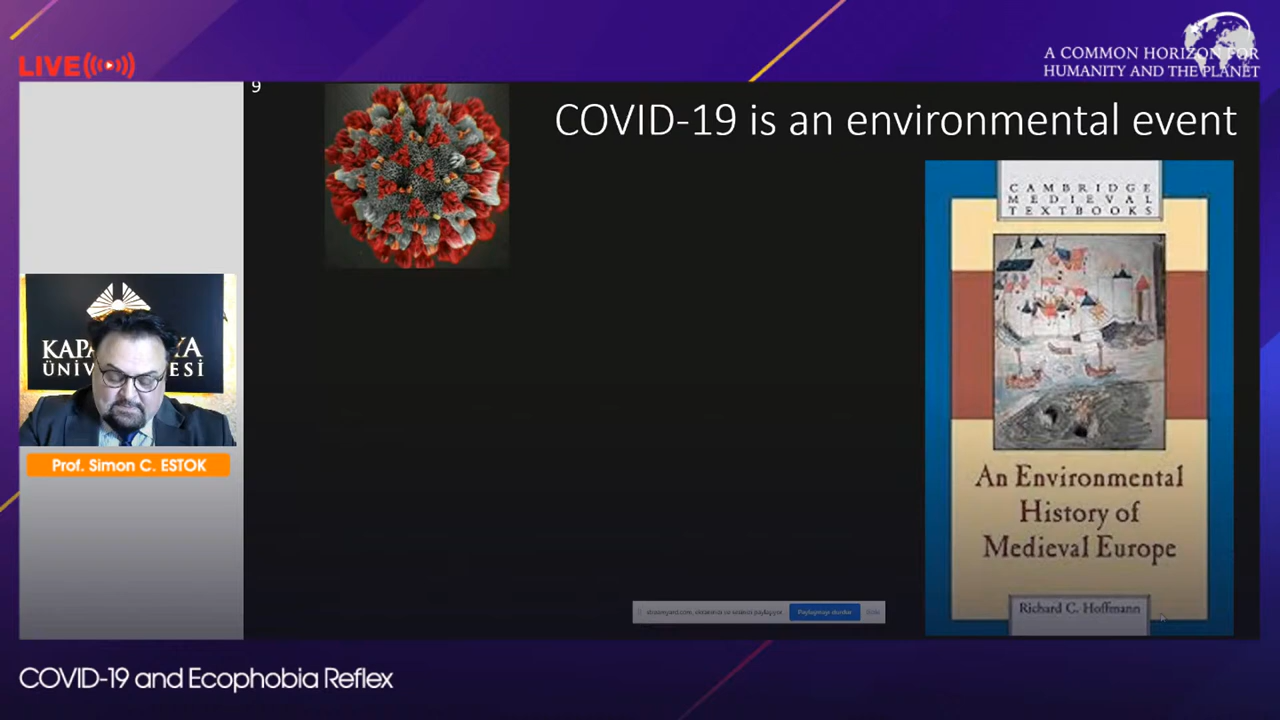 LIVE
A COMMON HORIZON FOR
HUMANITY AND THE PLANET
9
COVID-19 is an environmental event
CAMBRIDGE
MEDIEVAL
TEXTBOOKS
An Environmental
History of
Medieval Europe
Richard C. Hoffmann
Prof. Simon C. ESTOK
COVID-19 and Ecophobia Reflex